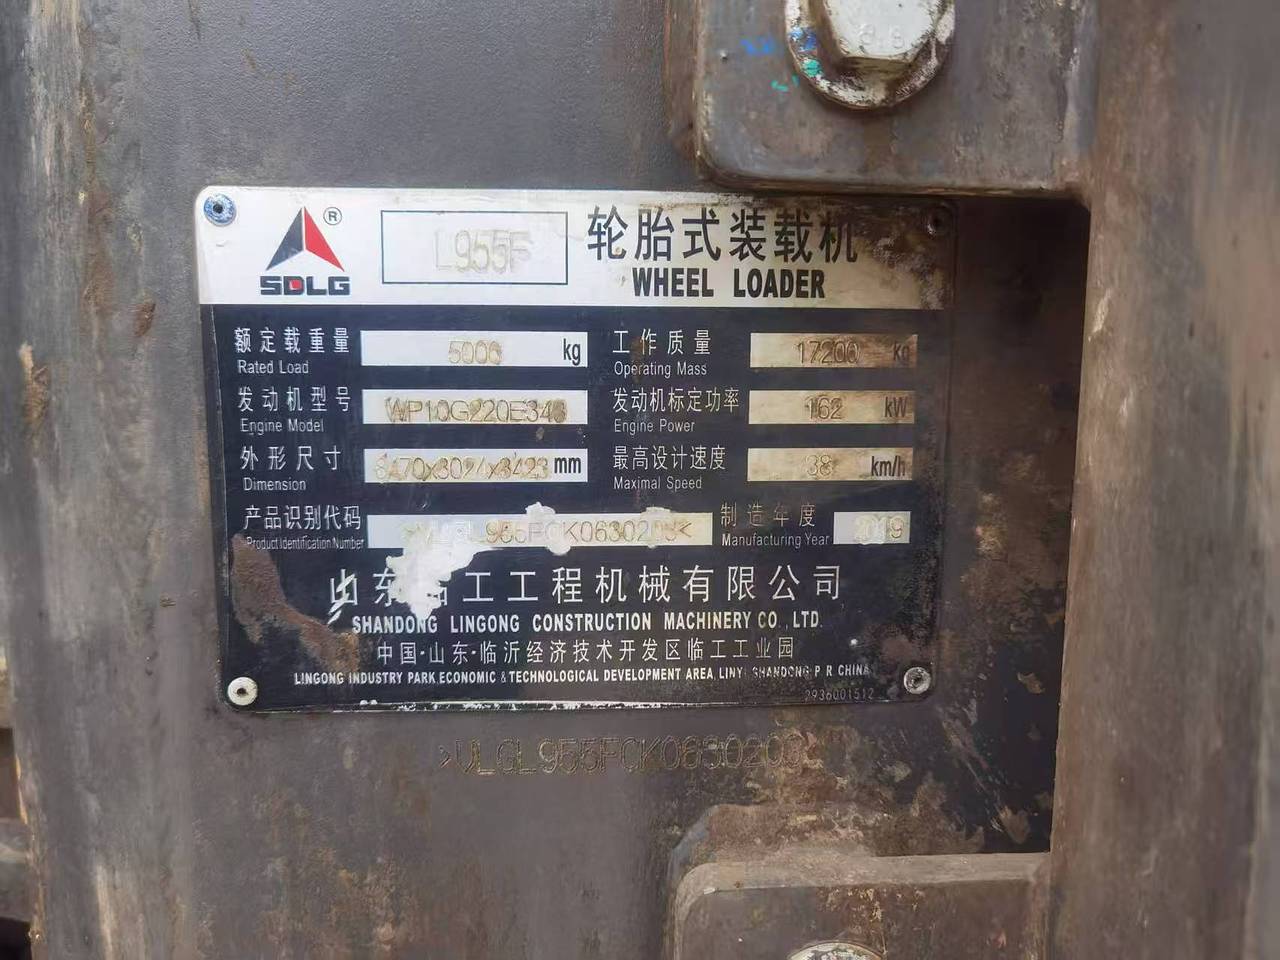 ® L955F 轮胎式装载机
SDLG WHEEL LOADER
额定载重量 kg 工作质量 17200 kg
Rated Load Operating Mass
发动机型号 发动机标定功率 162 kW
Engine Model Engine Power
外形尺寸 mm 最高设计速度 38 km/h
Dimension Maximal Speed
产品识别代码 制造年度 2019
Product Identification Number Manufacturing Year
山东临工工程机械有限公司
SHANDONG LINGONG CONSTRUCTION MACHINERY CO., LTD.
中国·山东·临沂经济技术开发区临工工业园
LINGONG INDUSTRY PARK,ECONOMIC & TECHNOLOGICAL DEVELOPMENT AREA, LINYI SHANDONG P R CHINA
2936001512